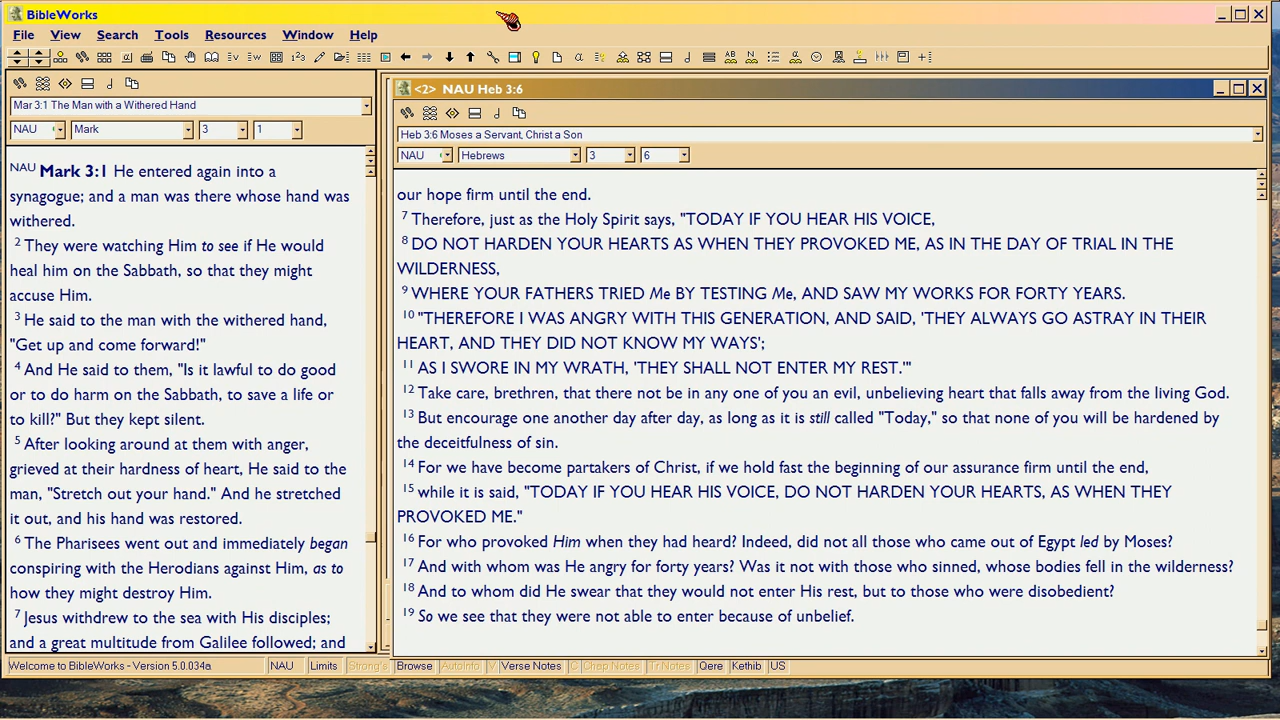 BibleWorks
File View Search Tools Resources Window Help
Mar 3:1 The Man with a Withered Hand
NAU Mark 3 1
NAU Mark 3:1 He entered again into a
synagogue; and a man was there whose hand was
withered.
2 They were watching Him to see if He would
heal him on the Sabbath, so that they might
accuse Him.
3 He said to the man with the withered hand,
"Get up and come forward!"
4 And He said to them, "Is it lawful to do good
or to do harm on the Sabbath, to save a life or
to kill?" But they kept silent.
5 After looking around at them with anger,
grieved at their hardness of heart, He said to the
man, "Stretch out your hand." And he stretched
it out, and his hand was restored.
6 The Pharisees went out and immediately began
conspiring with the Herodians against Him, as to
how they might destroy Him.
7 Jesus withdrew to the sea with His disciples;
and a great multitude from Galilee followed; and
<2> NAU Heb 3:6
Heb 3:6 Moses a Servant, Christ a Son
NAU Hebrews 3 6
our hope firm until the end.
7 Therefore, just as the Holy Spirit says, "TODAY IF YOU HEAR HIS VOICE,
8 DO NOT HARDEN YOUR HEARTS AS WHEN THEY PROVOKED ME, AS IN THE DAY OF TRIAL IN THE
WILDERNESS,
9 WHERE YOUR FATHERS TRIED Me BY TESTING Me, AND SAW MY WORKS FOR FORTY YEARS.
10 "THEREFORE I WAS ANGRY WITH THIS GENERATION, AND SAID, 'THEY ALWAYS GO ASTRAY IN THEIR
HEART, AND THEY DID NOT KNOW MY WAYS';
11 AS I SWORE IN MY WRATH, 'THEY SHALL NOT ENTER MY REST.'"
12 Take care, brethren, that there not be in any one of you an evil, unbelieving heart that falls away from the living God.
13 But encourage one another day after day, as long as it is still called "Today," so that none of you will be hardened by
the deceitfulness of sin.
14 For we have become partakers of Christ, if we hold fast the beginning of our assurance firm until the end,
15 while it is said, "TODAY IF YOU HEAR HIS VOICE, DO NOT HARDEN YOUR HEARTS, AS WHEN THEY
PROVOKED ME."
16 For who provoked Him when they had heard? Indeed, did not all those who came out of Egypt led by Moses?
17 And with whom was He angry for forty years? Was it not with those who sinned, whose bodies fell in the wilderness?
18 And to whom did He swear that they would not enter His rest, but to those who were disobedient?
19 So we see that they were not able to enter because of unbelief.
Welcome to BibleWorks - Version 5.0.034a NAU Limits Strong's Browse AutoInfo V Verse Notes C Chap Notes Tr Notes Qere Kethib US